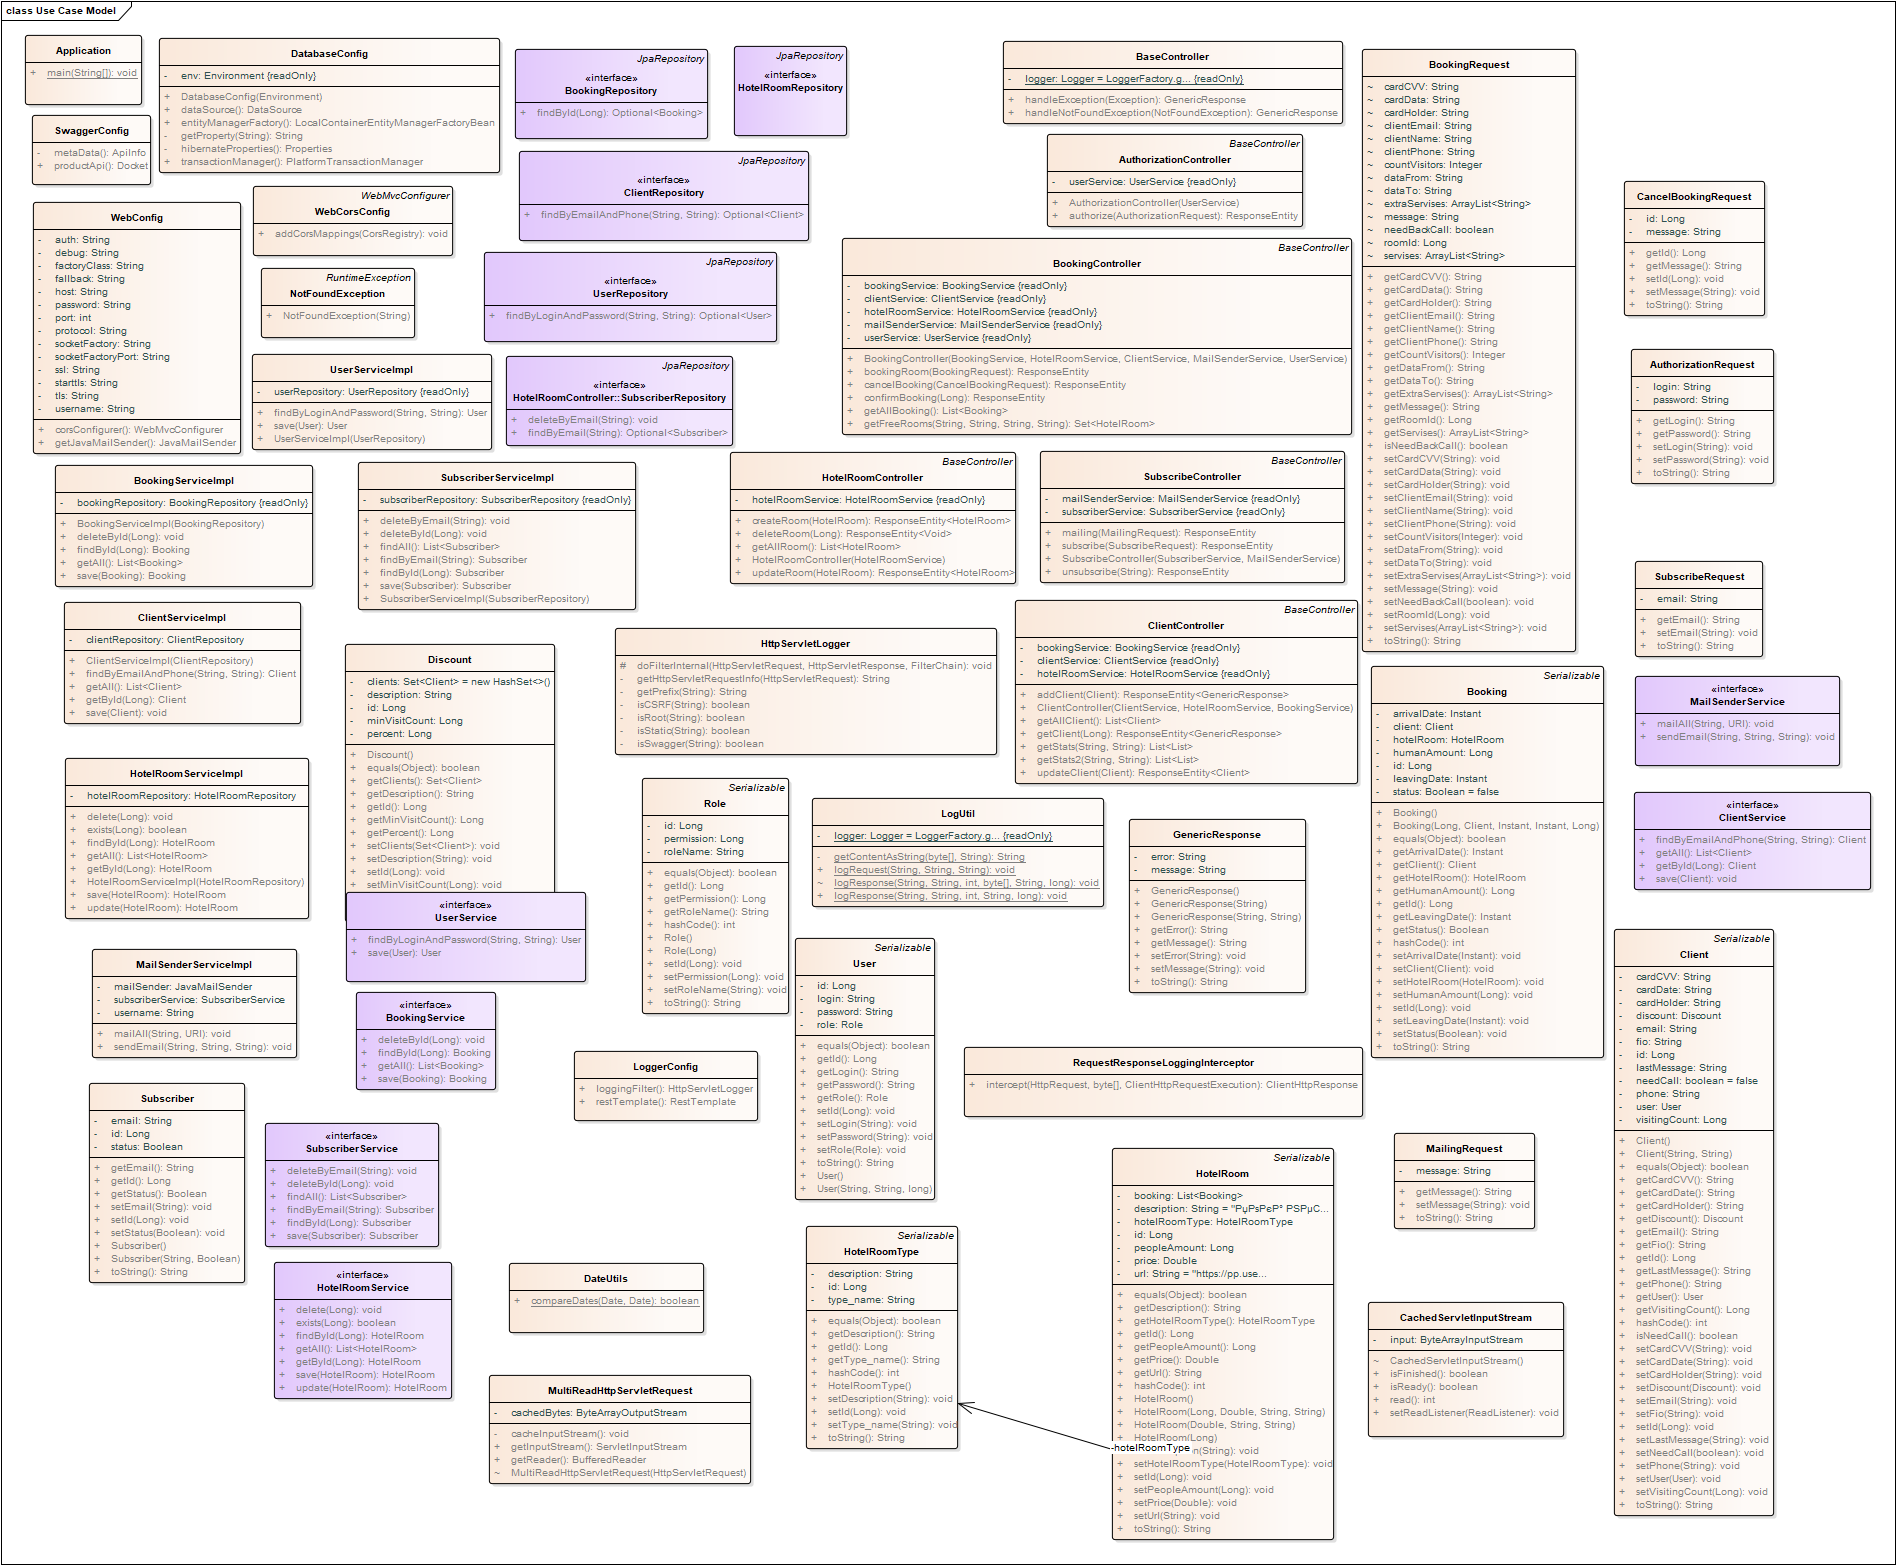 class Use Case Model
Application
+ main(String[]): void
DatabaseConfig
- env: Environment {readOnly}
+ DatabaseConfig(Environment)
+ dataSource(): DataSource
+ entityManagerFactory(): LocalContainerEntityManagerFactoryBean
- getProperty(String): String
- hibernateProperties(): Properties
+ transactionManager(): PlatformTransactionManager
JpaRepository
«interface»
BookingRepository
+ findById(Long): Optional<Booking>
JpaRepository
«interface»
HotelRoomRepository
BaseController
- logger: Logger = LoggerFactory.g... {readOnly}
+ handleException(Exception): GenericResponse
+ handleNotFoundException(NotFoundException): GenericResponse
BookingRequest
~ cardCVV: String
~ cardData: String
~ cardHolder: String
~ clientEmail: String
~ clientName: String
~ clientPhone: String
~ countVisitors: Integer
~ dataFrom: String
~ dataTo: String
~ extraServises: ArrayList<String>
~ message: String
~ needBackCall: boolean
~ roomId: Long
~ servises: ArrayList<String>
+ getCardCVV(): String
+ getCardData(): String
+ getCardHolder(): String
+ getClientEmail(): String
+ getClientName(): String
+ getClientPhone(): String
+ getCountVisitors(): Integer
+ getDataFrom(): String
+ getDataTo(): String
+ getExtraServises(): ArrayList<String>
+ getMessage(): String
+ getRoomId(): Long
+ getServises(): ArrayList<String>
+ isNeedBackCall(): boolean
+ setCardCVV(String): void
+ setCardData(String): void
+ setCardHolder(String): void
+ setClientEmail(String): void
+ setClientName(String): void
+ setClientPhone(String): void
+ setCountVisitors(Integer): void
+ setDataFrom(String): void
+ setDataTo(String): void
+ setExtraServises(ArrayList<String>): void
+ setMessage(String): void
+ setNeedBackCall(boolean): void
+ setRoomId(Long): void
+ setServises(ArrayList<String>): void
+ toString(): String
SwaggerConfig
- metaData(): ApiInfo
+ productApi(): Docket
WebMvcConfigurer
WebCorsConfig
+ addCorsMappings(CorsRegistry): void
JpaRepository
«interface»
ClientRepository
+ findByEmailAndPhone(String, String): Optional<Client>
BaseController
AuthorizationController
- userService: UserService {readOnly}
+ AuthorizationController(UserService)
+ authorize(AuthorizationRequest): ResponseEntity
CancelBookingRequest
- id: Long
- message: String
+ getId(): Long
+ getMessage(): String
+ setId(Long): void
+ setMessage(String): void
+ toString(): String
WebConfig
- auth: String
- debug: String
- factoryClass: String
- fallback: String
- host: String
- password: String
- port: int
- protocol: String
- socketFactory: String
- socketFactoryPort: String
- ssl: String
- starttls: String
- tls: String
- username: String
+ corsConfigurer(): WebMvcConfigurer
+ getJavaMailSender(): JavaMailSender
RuntimeException
NotFoundException
+ NotFoundException(String)
JpaRepository
«interface»
UserRepository
+ findByLoginAndPassword(String, String): Optional<User>
BaseController
BookingController
- bookingService: BookingService {readOnly}
- clientService: ClientService {readOnly}
- hotelRoomService: HotelRoomService {readOnly}
- mailSenderService: MailSenderService {readOnly}
- userService: UserService {readOnly}
+ BookingController(BookingService, HotelRoomService, ClientService, MailSenderService, UserService)
+ bookingRoom(BookingRequest): ResponseEntity
+ cancelBooking(CancelBookingRequest): ResponseEntity
+ confirmBooking(Long): ResponseEntity
+ getAllBooking(): List<Booking>
+ getFreeRooms(String, String, String, String): Set<HotelRoom>
UserServiceImpl
- userRepository: UserRepository {readOnly}
+ findByLoginAndPassword(String, String): User
+ save(User): User
+ UserServiceImpl(UserRepository)
JpaRepository
«interface»
HotelRoomController::SubscriberRepository
+ deleteByEmail(String): void
+ findByEmail(String): Optional<Subscriber>
AuthorizationRequest
- login: String
- password: String
+ getLogin(): String
+ getPassword(): String
+ setLogin(String): void
+ setPassword(String): void
+ toString(): String
BookingServiceImpl
- bookingRepository: BookingRepository {readOnly}
+ BookingServiceImpl(BookingRepository)
+ deleteById(Long): void
+ findById(Long): Booking
+ getAll(): List<Booking>
+ save(Booking): Booking
SubscriberServiceImpl
- subscriberRepository: SubscriberRepository {readOnly}
+ deleteByEmail(String): void
+ deleteById(Long): void
+ findAll(): List<Subscriber>
+ findByEmail(String): Subscriber
+ findById(Long): Subscriber
+ save(Subscriber): Subscriber
+ SubscriberServiceImpl(SubscriberRepository)
BaseController
HotelRoomController
- hotelRoomService: HotelRoomService {readOnly}
+ createRoom(HotelRoom): ResponseEntity<HotelRoom>
+ deleteRoom(Long): ResponseEntity<Void>
+ getAllRoom(): List<HotelRoom>
+ HotelRoomController(HotelRoomService)
+ updateRoom(HotelRoom): ResponseEntity<HotelRoom>
BaseController
SubscribeController
- mailSenderService: MailSenderService {readOnly}
- subscriberService: SubscriberService {readOnly}
+ mailing(MailingRequest): ResponseEntity
+ subscribe(SubscribeRequest): ResponseEntity
+ SubscribeController(SubscriberService, MailSenderService)
+ unsubscribe(String): ResponseEntity
SubscribeRequest
- email: String
+ getEmail(): String
+ setEmail(String): void
+ toString(): String
ClientServiceImpl
- clientRepository: ClientRepository
+ ClientServiceImpl(ClientRepository)
+ findByEmailAndPhone(String, String): Client
+ getAll(): List<Client>
+ getById(Long): Client
+ save(Client): void
Discount
- clients: Set<Client> = new HashSet<>()
- description: String
- id: Long
- minVisitCount: Long
- percent: Long
+ Discount()
+ equals(Object): boolean
+ getClients(): Set<Client>
+ getDescription(): String
+ getId(): Long
+ getMinVisitCount(): Long
+ getPercent(): Long
+ setClients(Set<Client>): void
+ setDescription(String): void
+ setId(Long): void
+ setMinVisitCount(Long): void
HttpServletLogger
# doFilterInternal(HttpServletRequest, HttpServletResponse, FilterChain): void
- getHttpServletRequestInfo(HttpServletRequest): String
- getPrefix(String): String
- isCSRF(String): boolean
- isRoot(String): boolean
- isStatic(String): boolean
- isSwagger(String): boolean
BaseController
ClientController
- bookingService: BookingService {readOnly}
- clientService: ClientService {readOnly}
- hotelRoomService: HotelRoomService {readOnly}
+ addClient(Client): ResponseEntity<GenericResponse>
+ ClientController(ClientService, HotelRoomService, BookingService)
+ getAllClient(): List<Client>
+ getClient(Long): ResponseEntity<GenericResponse>
+ getStats(String, String): List<List>
+ getStats2(String, String): List<List>
+ updateClient(Client): ResponseEntity<Client>
Serializable
Booking
- arrivalDate: Instant
- client: Client
- hotelRoom: HotelRoom
- humanAmount: Long
- id: Long
- leavingDate: Instant
- status: Boolean = false
+ Booking()
+ Booking(Long, Client, Instant, Instant, Long)
+ equals(Object): boolean
+ getArrivalDate(): Instant
+ getClient(): Client
+ getHotelRoom(): HotelRoom
+ getHumanAmount(): Long
+ getId(): Long
+ getLeavingDate(): Instant
+ getStatus(): Boolean
+ hashCode(): int
+ setArrivalDate(Instant): void
+ setClient(Client): void
+ setHotelRoom(HotelRoom): void
+ setHumanAmount(Long): void
+ setId(Long): void
+ setLeavingDate(Instant): void
+ setStatus(Boolean): void
+ toString(): String
«interface»
MailSenderService
+ mailAll(String, URI): void
+ sendEmail(String, String, String): void
«interface»
ClientService
+ findByEmailAndPhone(String, String): Client
+ getAll(): List<Client>
+ getById(Long): Client
+ save(Client): void
HotelRoomServiceImpl
- hotelRoomRepository: HotelRoomRepository
+ delete(Long): void
+ exists(Long): boolean
+ findById(Long): HotelRoom
+ getAll(): List<HotelRoom>
+ getById(Long): HotelRoom
+ HotelRoomServiceImpl(HotelRoomRepository)
+ save(HotelRoom): HotelRoom
+ update(HotelRoom): HotelRoom
«interface»
UserService
+ findByLoginAndPassword(String, String): User
+ save(User): User
Serializable
Role
- id: Long
- permission: Long
- roleName: String
+ equals(Object): boolean
+ getId(): Long
+ getPermission(): Long
+ getRoleName(): String
+ hashCode(): int
+ Role()
+ Role(Long)
+ setId(Long): void
+ setPermission(Long): void
+ setRoleName(String): void
+ toString(): String
LogUtil
- logger: Logger = LoggerFactory.g... {readOnly}
- getContentAsString(byte[], String): String
+ logRequest(String, String, String): void
~ logResponse(String, String, int, byte[], String, long): void
+ logResponse(String, String, int, String, long): void
GenericResponse
- error: String
- message: String
+ GenericResponse()
+ GenericResponse(String)
+ GenericResponse(String, String)
+ getError(): String
+ getMessage(): String
+ setError(String): void
+ setMessage(String): void
+ toString(): String
Serializable
Client
- cardCVV: String
- cardDate: String
- cardHolder: String
- discount: Discount
- email: String
- fio: String
- id: Long
- lastMessage: String
- needCall: boolean = false
- phone: String
- user: User
- visitingCount: Long
+ Client()
+ Client(String, String)
+ equals(Object): boolean
+ getCardCVV(): String
+ getCardDate(): String
+ getCardHolder(): String
+ getDiscount(): Discount
+ getEmail(): String
+ getFio(): String
+ getId(): Long
+ getLastMessage(): String
+ getPhone(): String
+ getUser(): User
+ getVisitingCount(): Long
+ hashCode(): int
+ isNeedCall(): boolean
+ setCardCVV(String): void
+ setCardDate(String): void
+ setCardHolder(String): void
+ setDiscount(Discount): void
+ setEmail(String): void
+ setFio(String): void
+ setId(Long): void
+ setLastMessage(String): void
+ setNeedCall(boolean): void
+ setPhone(String): void
+ setUser(User): void
+ setVisitingCount(Long): void
+ toString(): String
MailSenderServiceImpl
- mailSender: JavaMailSender
- subscriberService: SubscriberService
- username: String
+ mailAll(String, URI): void
+ sendEmail(String, String, String): void
«interface»
BookingService
+ deleteById(Long): void
+ findById(Long): Booking
+ getAll(): List<Booking>
+ save(Booking): Booking
Serializable
User
- id: Long
- login: String
- password: String
- role: Role
+ equals(Object): boolean
+ getId(): Long
+ getLogin(): String
+ getPassword(): String
+ getRole(): Role
+ setId(Long): void
+ setLogin(String): void
+ setPassword(String): void
+ setRole(Role): void
+ toString(): String
+ User()
+ User(String, String, long)
LoggerConfig
+ loggingFilter(): HttpServletLogger
+ restTemplate(): RestTemplate
RequestResponseLoggingInterceptor
+ intercept(HttpRequest, byte[], ClientHttpRequestExecution): ClientHttpResponse
Subscriber
- email: String
- id: Long
- status: Boolean
+ getEmail(): String
+ getId(): Long
+ getStatus(): Boolean
+ setEmail(String): void
+ setId(Long): void
+ setStatus(Boolean): void
+ Subscriber()
+ Subscriber(String, Boolean)
+ toString(): String
«interface»
SubscriberService
+ deleteByEmail(String): void
+ deleteById(Long): void
+ findAll(): List<Subscriber>
+ findByEmail(String): Subscriber
+ findById(Long): Subscriber
+ save(Subscriber): Subscriber
MailingRequest
- message: String
+ getMessage(): String
+ setMessage(String): void
+ toString(): String
Serializable
HotelRoom
- booking: List<Booking>
- description: String = "РµРѕРєР° РЅРµС...
- hotelRoomType: HotelRoomType
- id: Long
- peopleAmount: Long
- price: Double
- url: String = "https://pp.use...
+ equals(Object): boolean
+ getDescription(): String
+ getHotelRoomType(): HotelRoomType
+ getId(): Long
+ getPeopleAmount(): Long
+ getPrice(): Double
+ getUrl(): String
+ hashCode(): int
+ HotelRoom()
+ HotelRoom(Long, Double, String, String)
+ HotelRoom(Double, String, String)
+ HotelRoom(Long)
-hotelRoomType
n(String): void
+ setHotelRoomType(HotelRoomType): void
+ setId(Long): void
+ setPeopleAmount(Long): void
+ setPrice(Double): void
+ setUrl(String): void
+ toString(): String
Serializable
HotelRoomType
- description: String
- id: Long
- type_name: String
+ equals(Object): boolean
+ getDescription(): String
+ getId(): Long
+ getType_name(): String
+ hashCode(): int
+ HotelRoomType()
+ setDescription(String): void
+ setId(Long): void
+ setType_name(String): void
+ toString(): String
«interface»
HotelRoomService
+ delete(Long): void
+ exists(Long): boolean
+ findById(Long): HotelRoom
+ getAll(): List<HotelRoom>
+ getById(Long): HotelRoom
+ save(HotelRoom): HotelRoom
+ update(HotelRoom): HotelRoom
DateUtils
+ compareDates(Date, Date): boolean
MultiReadHttpServletRequest
- cachedBytes: ByteArrayOutputStream
- cacheInputStream(): void
+ getInputStream(): ServletInputStream
+ getReader(): BufferedReader
~ MultiReadHttpServletRequest(HttpServletRequest)
CachedServletInputStream
- input: ByteArrayInputStream
~ CachedServletInputStream()
+ isFinished(): boolean
+ isReady(): boolean
+ read(): int
+ setReadListener(ReadListener): void